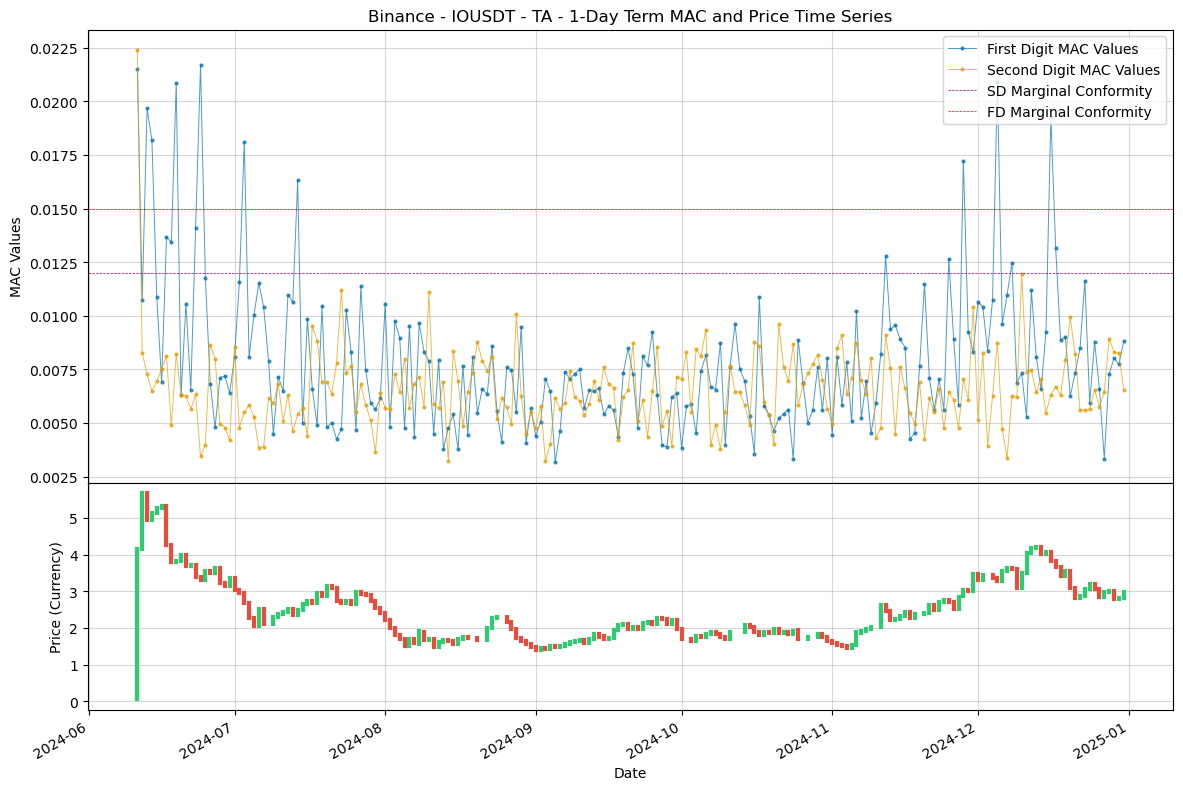 Binance - IOUSDT - TA - 1-Day Term MAC and Price Time Series
First Digit MAC Values
Second Digit MAC Values
SD Marginal Conformity
FD Marginal Conformity
MAC Values
0.0225
0.0200
0.0175
0.0150
0.0125
0.0100
0.0075
0.0050
0.0025
Price (Currency)
5
4
3
2
1
0
2024-06
2024-07
2024-08
2024-09
2024-10
2024-11
2024-12
2025-01
Date